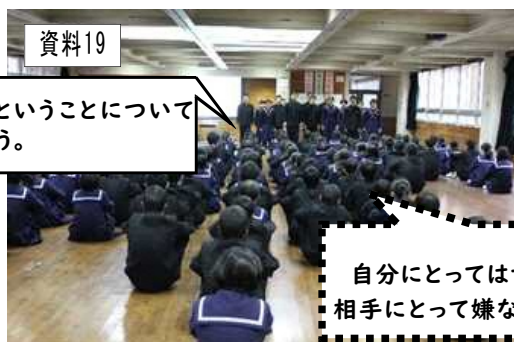 資料19
ということについて
う。
自分にとっては
相手にとって嫌な